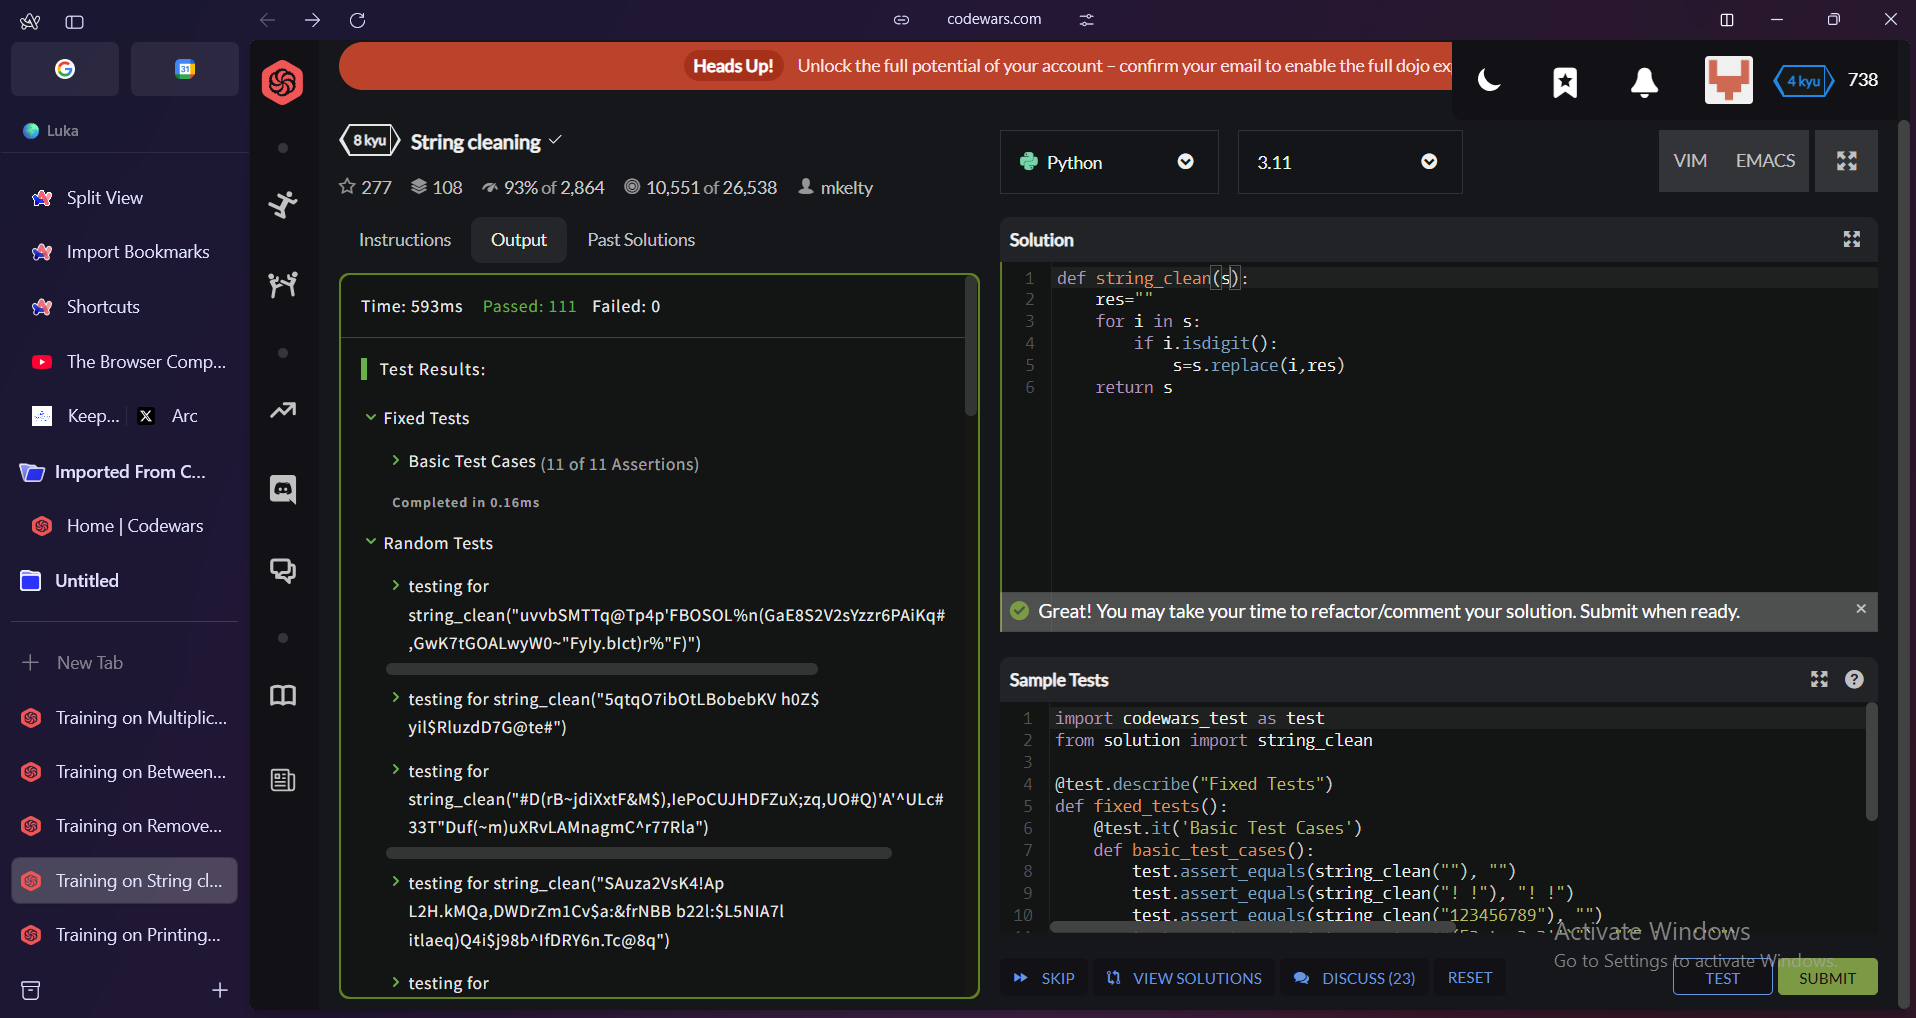 codewars.com
31
Luka
Split View
Import Bookmarks
Shortcuts
The Browser Comp...
Keep... X Arc
Imported From C...
Home | Codewars
Untitled
New Tab
Training on Multiplic...
Training on Between...
Training on Remove...
Training on String cl...
Training on Printing...
Heads Up! Unlock the full potential of your account – confirm your email to enable the full dojo ex
4 kyu 738
8 kyu String cleaning
277 108 93% of 2,864 10,551 of 26,538 mkelty
Instructions Output Past Solutions
Time: 593ms Passed: 111 Failed: 0
Test Results:
Fixed Tests
Basic Test Cases (11 of 11 Assertions)
Completed in 0.16ms
Random Tests
testing for
string_clean("uvvbSMTTq@Tp4p'FBOSOL%n(GaE8S2V2sYzzr6PAiKq#
,GwK7tGOALwyW0~"Fyly.blct)r%"F)")
testing for string_clean("5qtqO7ibOtLBobebKV h0Z$
yil$RluzdD7G@te#")
testing for
string_clean("#D(rB~jdiXxtF&M$),IePoCUJHDFZuX;zq,UO#Q)'A'^ULc#
33T"Duf(~m)uXRvLAMnagmC^r77Rla")
testing for string_clean("SAuza2VsK4!Ap
L2H.kMQa,DWDrZm1Cv$a:&frNBB b22l:$L5NIA7l
itlaeq)Q4i$j98b^IfDRY6n.Tc@8q")
testing for
Python 3.11 VIM EMACS
Solution
1 def string_clean(s):
2 res=""
3 for i in s:
4 if i.isdigit():
5 s=s.replace(i,res)
6 return s
Great! You may take your time to refactor/comment your solution. Submit when ready.
Sample Tests
1 import codewars_test as test
2 from solution import string_clean
3
4 @test.describe("Fixed Tests")
5 def fixed_tests():
6 @test.it('Basic Test Cases')
7 def basic_test_cases():
8 test.assert_equals(string_clean(""), "")
9 test.assert_equals(string_clean("! !"), "! !")
10 test.assert_equals(string_clean("123456789"), "")
Activate Windows
Go to Settings to activate Windows.
SKIP VIEW SOLUTIONS DISCUSS (23) RESET TEST SUBMIT